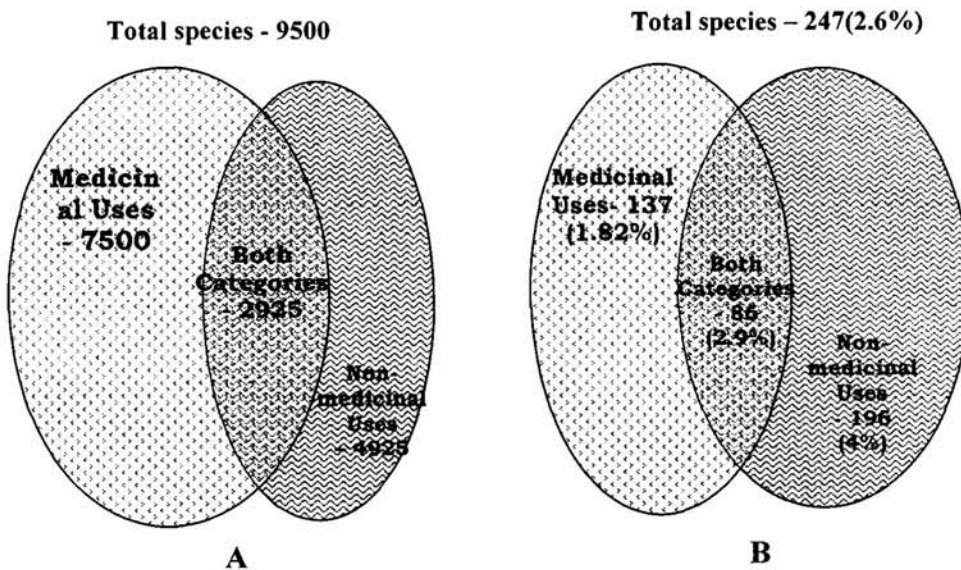 Total species - 9500
Medicin
al Uses
- 7500
Both
Categories
- 2925
Non-
medicinal
Uses
- 4925
A
Total species – 247(2.6%)
Medicinal
Uses- 137
(1.82%)
Both
Categories
- 86
(2.9%)
Non-
medicinal
Uses
- 196
(4%)
B